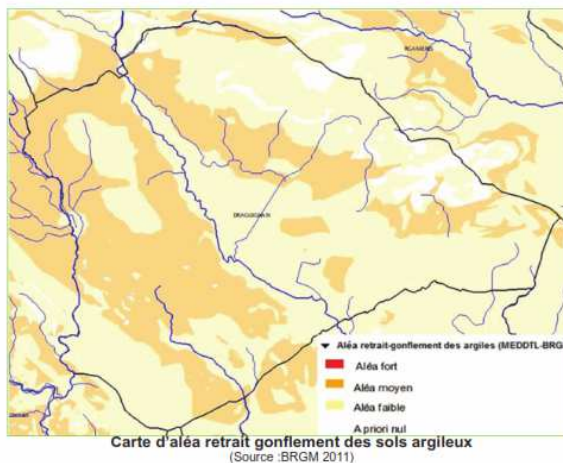 DRAGUIGNAN
Aléa retrait-gonflement des argiles (MEDDTL-BRG
Aléa fort
Aléa moyen
Aléa faible
A priori nul
Carte d'aléa retrait gonflement des sols argileux
(Source :BRGM 2011)